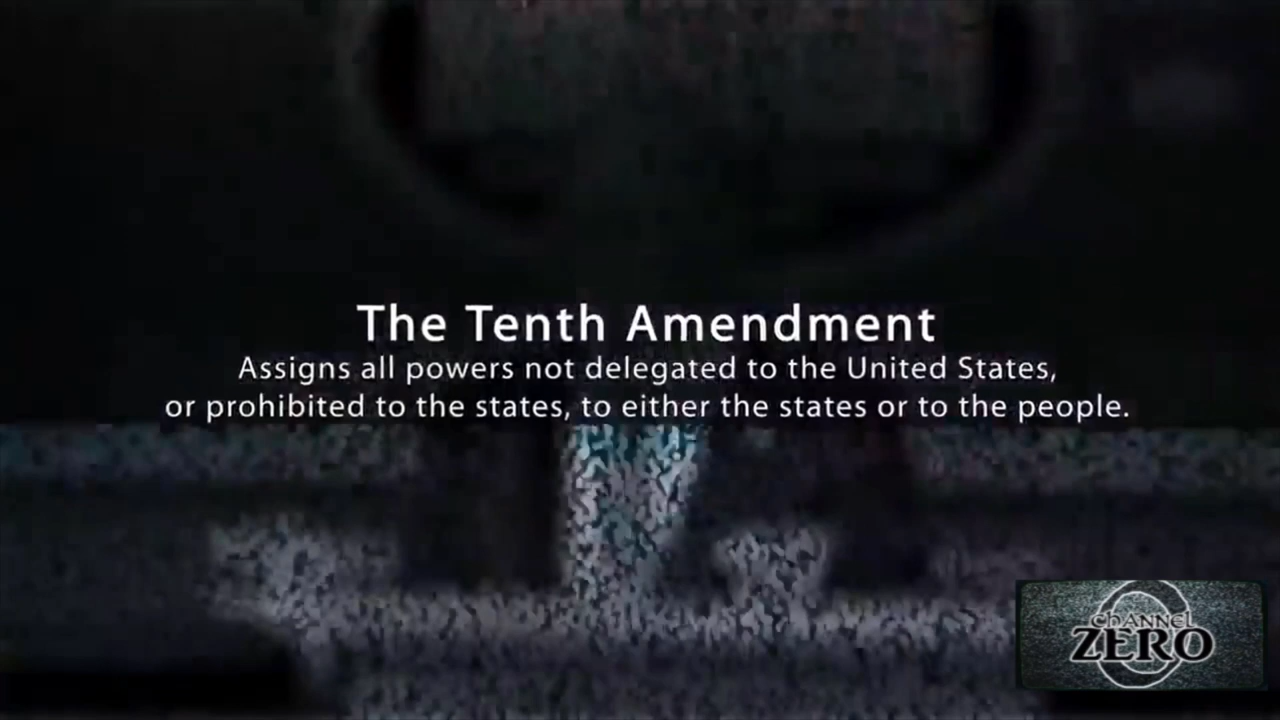 The Tenth Amendment
Assigns all powers not delegated to the United States,
or prohibited to the states, to either the states or to the people.
chANNEL
ZERO